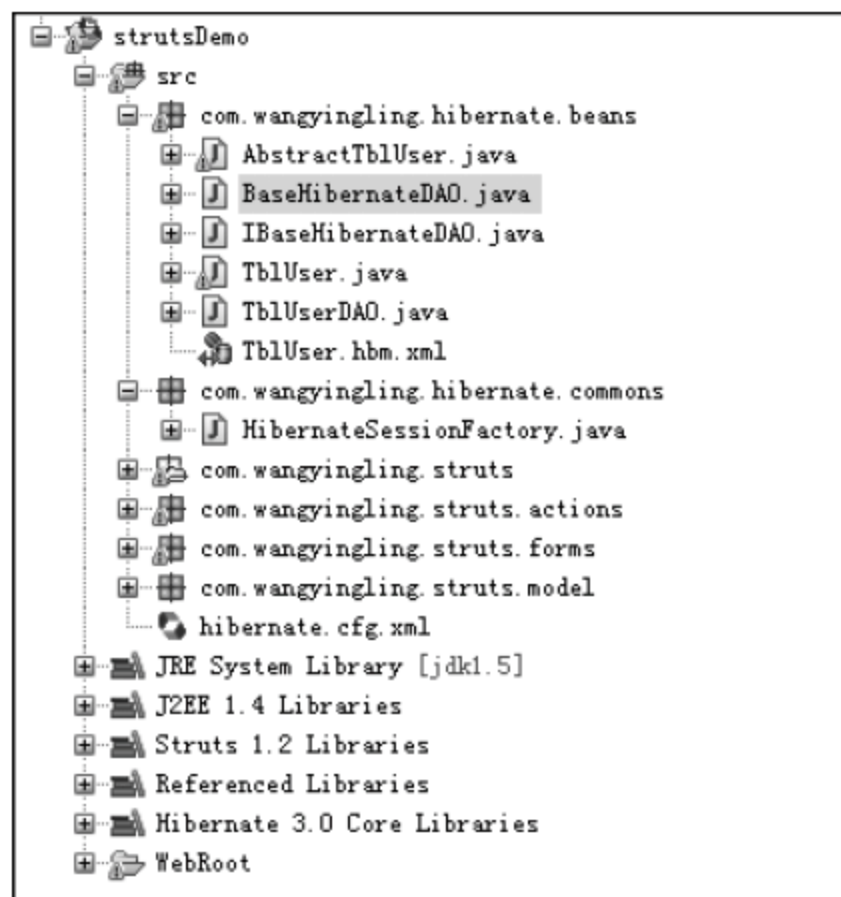 strutsDemo
src
com.wangyingling.hibernate.beans
AbstractTblUser.java
BaseHibernateDAO.java
IBaseHibernateDAO.java
TblUser.java
TblUserDAO.java
TblUser.hbm.xml
com.wangyingling.hibernate.commons
HibernateSessionFactory.java
com.wangyingling.struts
com.wangyingling.struts.actions
com.wangyingling.struts.forms
com.wangyingling.struts.model
hibernate.cfg.xml
JRE System Library [jdk1.5]
J2EE 1.4 Libraries
Struts 1.2 Libraries
Referenced Libraries
Hibernate 3.0 Core Libraries
WebRoot